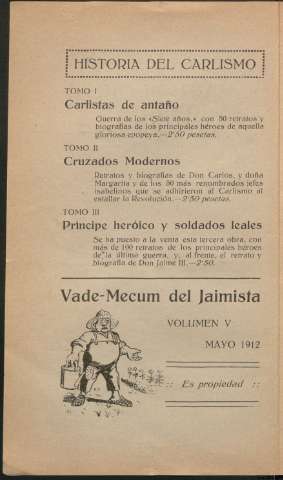 HISTORIA DEL CARLISMO
TOMO I
Carlistas de antaño
Guerra de los «Siete años,» con 50 retratos y
biografías de los principales héroes de aquella
gloriosa epopeya.—2'50 pesetas.
TOMO II
Cruzados Modernos
Retratos y biografías de Don Carlos, y doña
Margarita y de los 50 más renombrados jefes
isabelinos que se adhirieron al Carlismo al
estallar la Revolución.—2'50 pesetas.
TOMO III
Príncipe heróico y soldados leales
Se ha puesto a la venta esta tercera obra, con
más de 100 retratos de los principales héroes
de la última guerra, y, al frente, el retrato y
biografía de Don Jaime III.—2'50.
Vade-Mecum del Jaimista
VOLUMEN V
MAYO 1912
:: Es propiedad ::